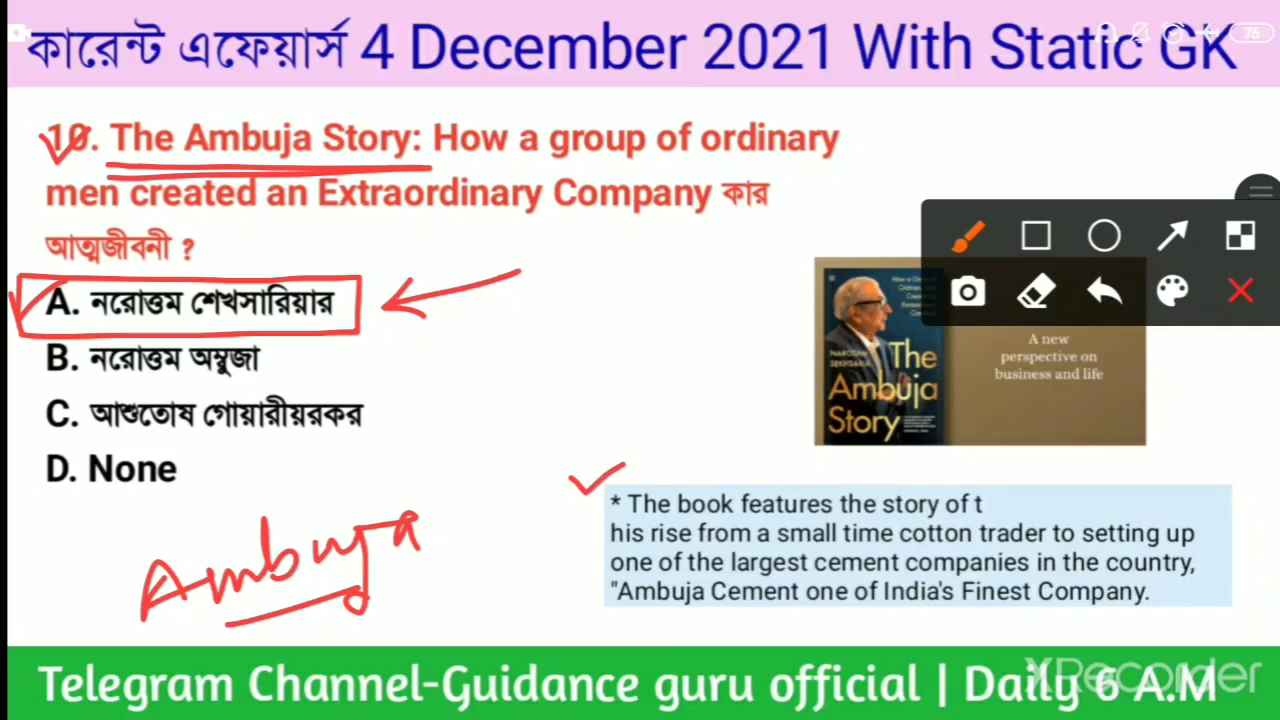 কারেন্ট এফেয়ার্স 4 December 2021 With Static GK
76
10. The Ambuja Story: How a group of ordinary
men created an Extraordinary Company কার
আত্মজীবনী ?
A. নরোত্তম শেখসারিয়ার
B. নরোত্তম অম্বুজা
C. আশুতোষ গোয়ারীয়রকর
D. None
NAROTAM
SEKHSARIA
The
Ambuja
Story
A new
perspective on
business and life
* The book features the story of t
his rise from a small time cotton trader to setting up
one of the largest cement companies in the country,
"Ambuja Cement one of India's Finest Company.
Ambuja
Telegram Channel-Guidance guru official | Daily 6 A.M
XRecorder